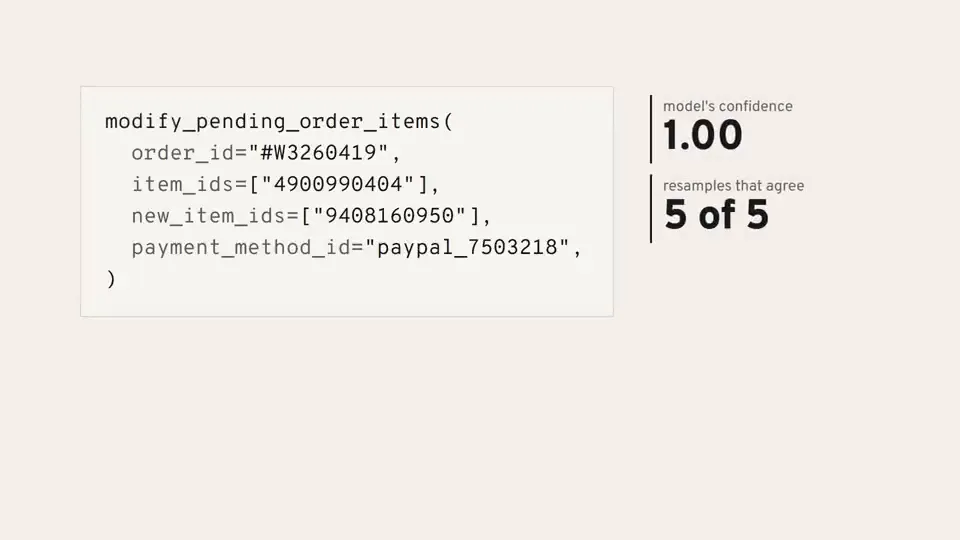 modify_pending_order_items(
order_id="#W3260419",
item_ids=["4900990404"],
new_item_ids=["9408160950"],
payment_method_id="paypal_7503218",
)
model's confidence
1.00
resamples that agree
5 of 5